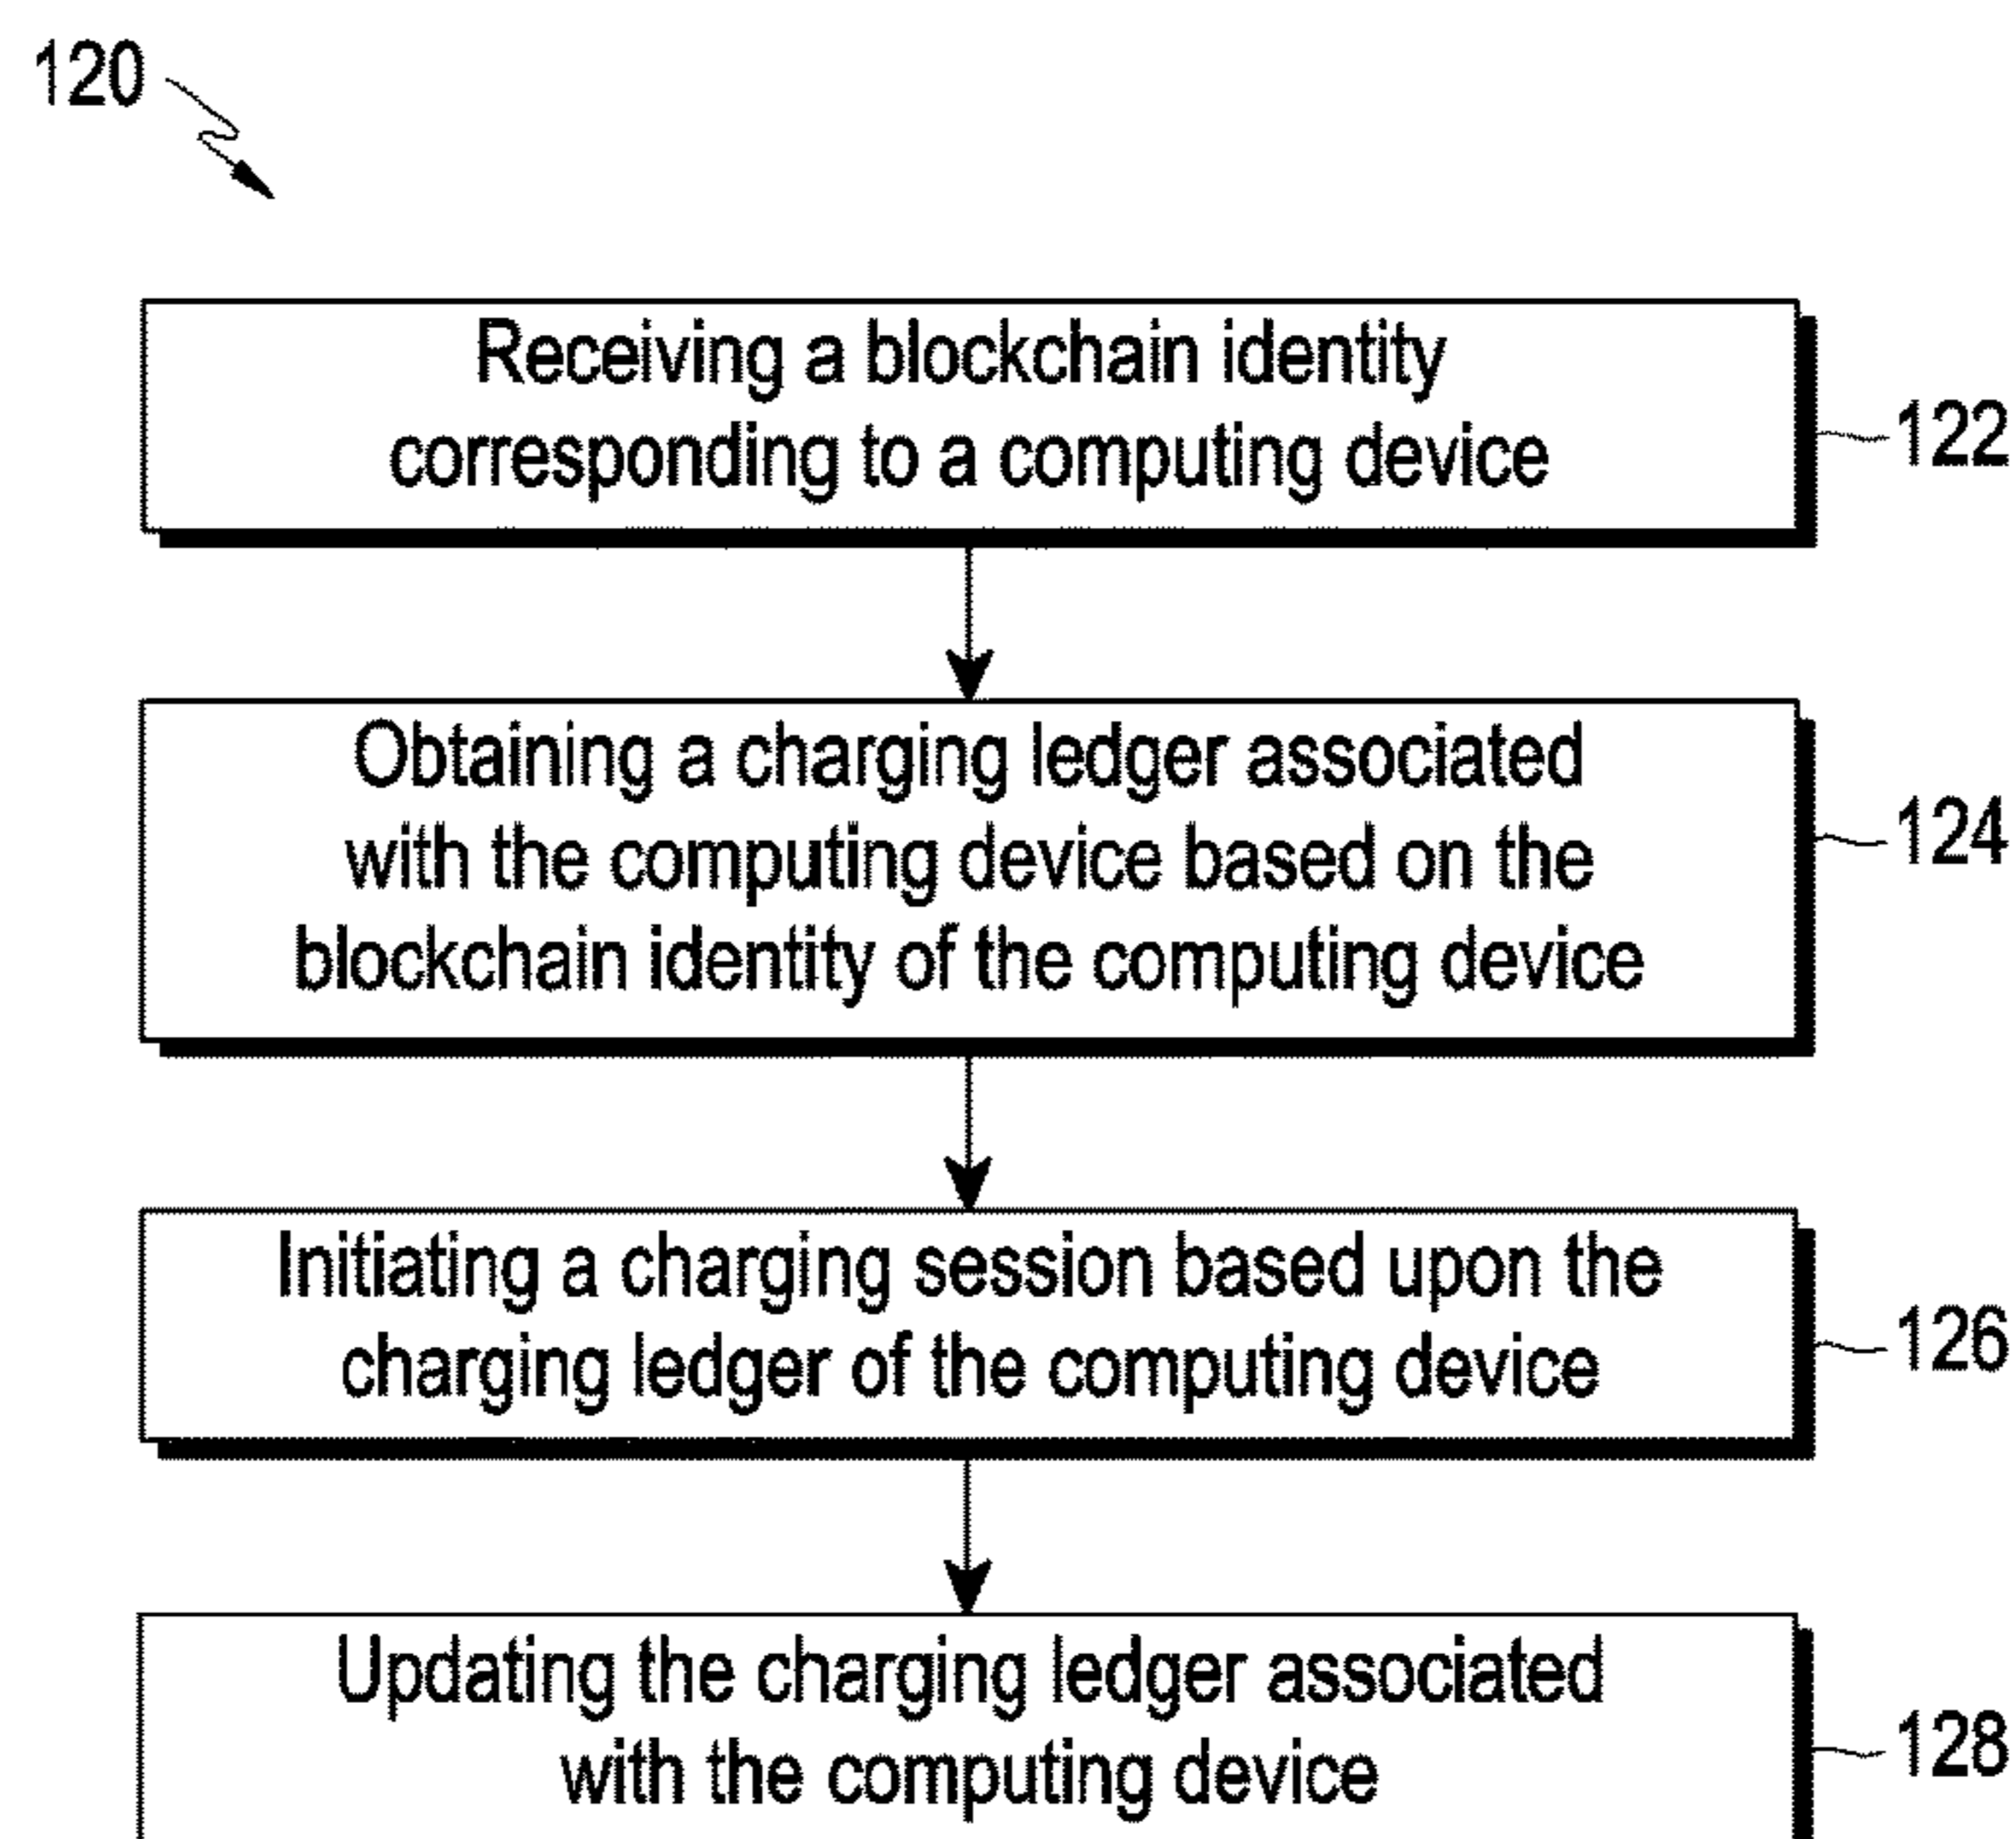 120
Receiving a blockchain identity
corresponding to a computing device
122
Obtaining a charging ledger associated
with the computing device based on the
blockchain identity of the computing device
124
Initiating a charging session based upon the
charging ledger of the computing device
126
Updating the charging ledger associated
with the computing device
128